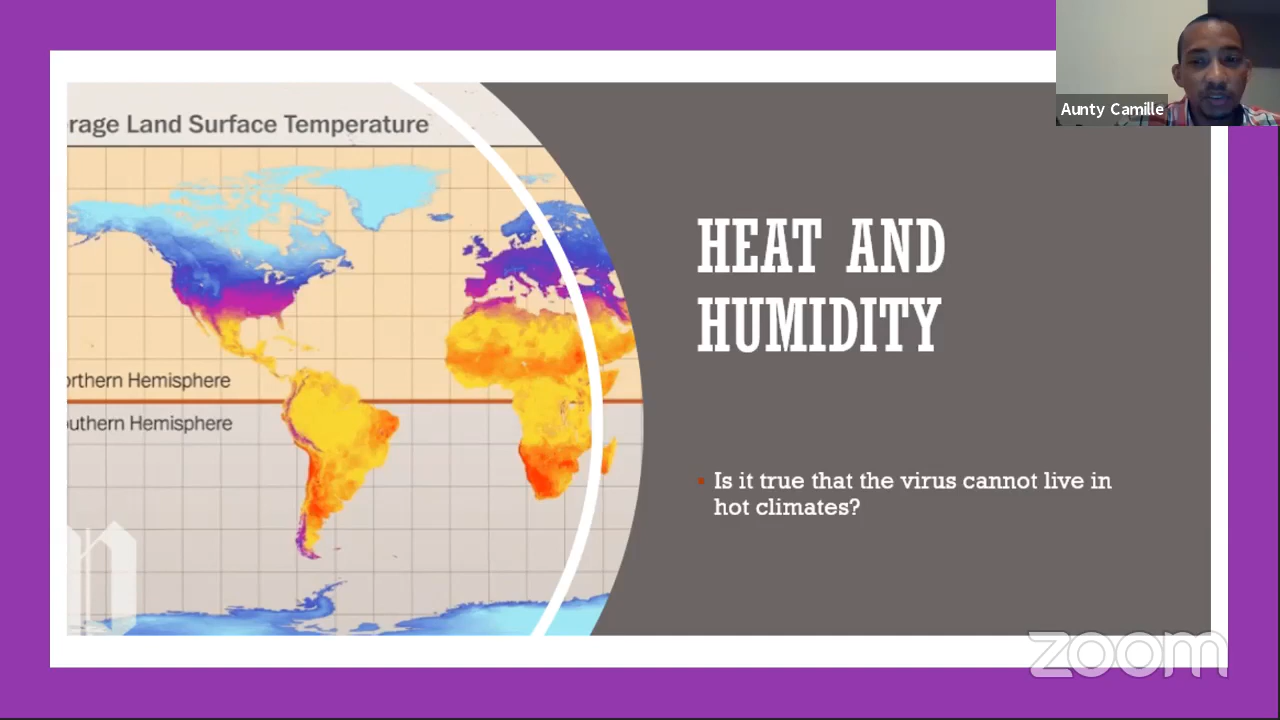 Aunty Camille
rage Land Surface Temperature
HEAT AND
HUMIDITY
orthern Hemisphere
outhern Hemisphere
▪ Is it true that the virus cannot live in
hot climates?
n
zoom